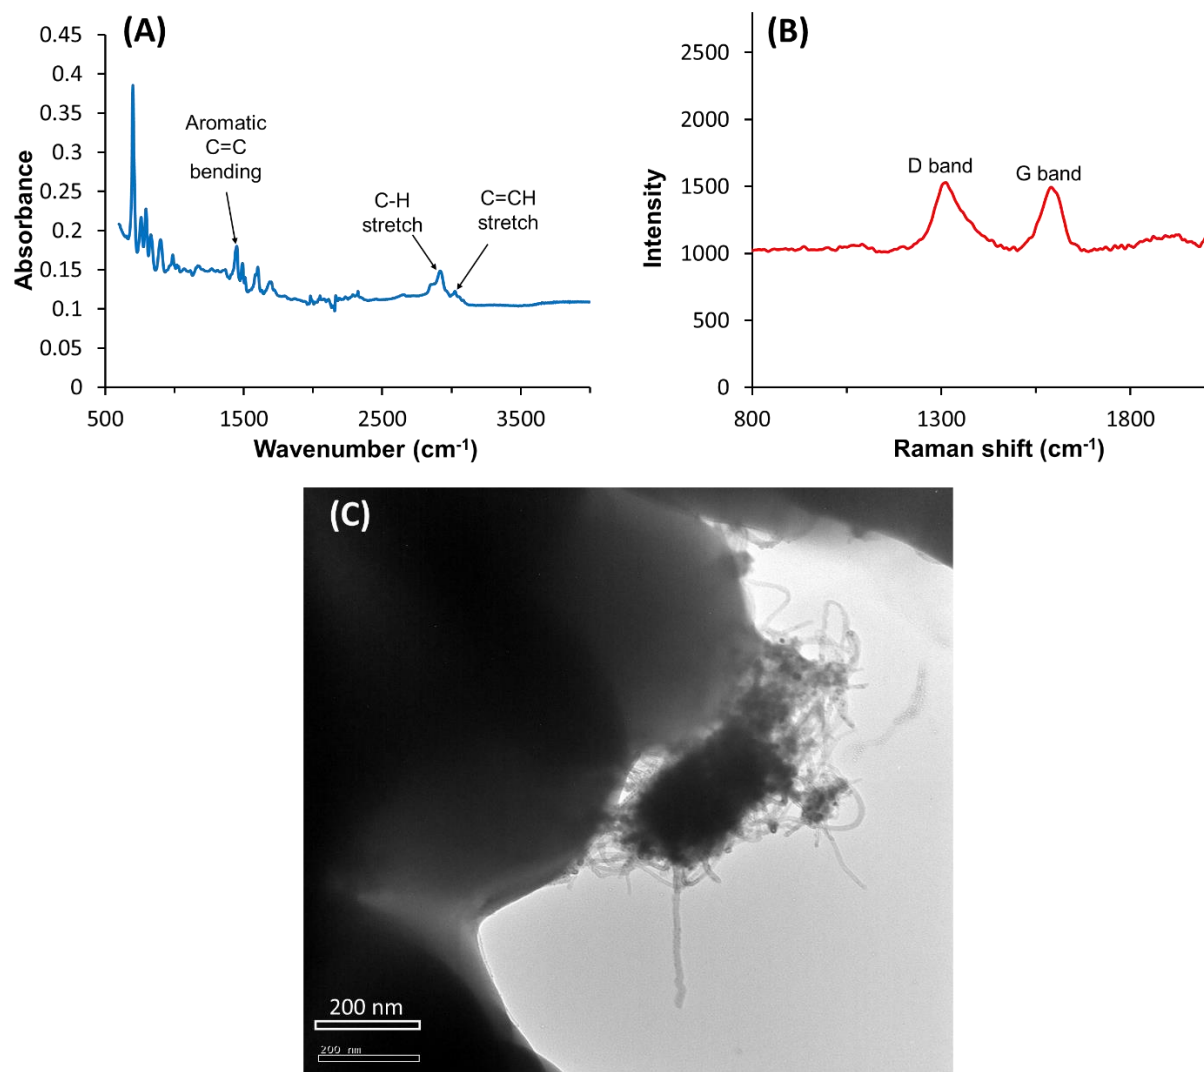 (A)
0.45
0.4
0.35
0.3
0.25
0.2
0.15
0.1
0.05
0
Absorbance
Aromatic
C=C
bending
C-H
stretch
C=CH
stretch
500
1500
2500
3500
Wavenumber (cm-1)
(B)
2500
2000
1500
1000
500
0
Intensity
D band
G band
800
1300
1800
Raman shift (cm-1)
(C)
200 nm
200 nm